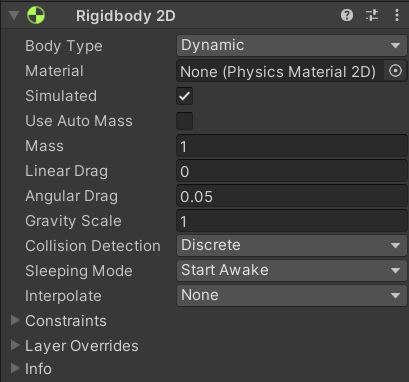 Rigidbody 2D
Body Type Dynamic
Material None (Physics Material 2D)
Simulated
Use Auto Mass
Mass 1
Linear Drag 0
Angular Drag 0.05
Gravity Scale 1
Collision Detection Discrete
Sleeping Mode Start Awake
Interpolate None
Constraints
Layer Overrides
Info